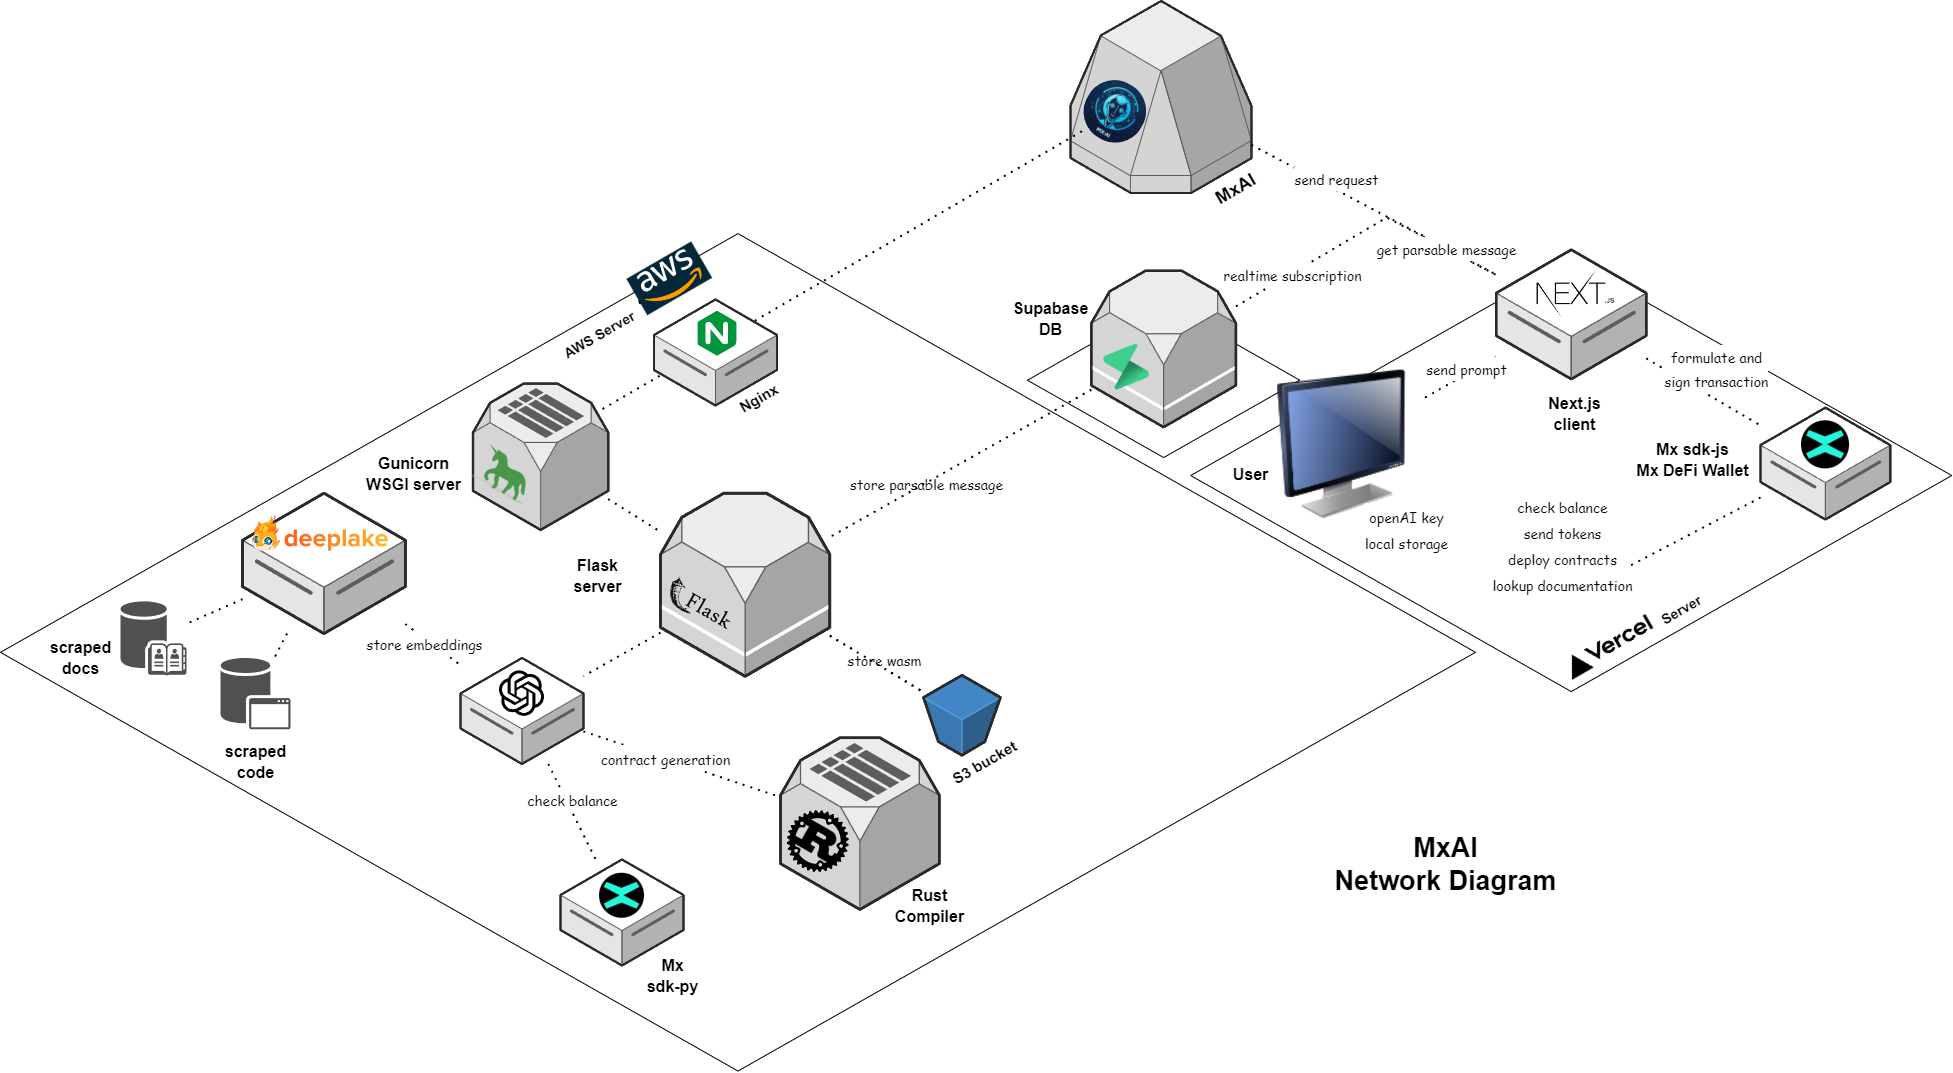 MX-AI
MxAI
send request
get parsable message
realtime subscription
aws
AWS Server
N
Nginx
Supabase
DB
NEXT.JS
Next.js
client
send prompt
formulate and
sign transaction
User
openAI key
local storage
Mx sdk-js
Mx DeFi Wallet
check balance
send tokens
deploy contracts
lookup documentation
Vercel Server
Gunicorn
WSGI server
store parsable message
deeplake
Flask
server
Flask
scraped
docs
store embeddings
store wasm
S3 bucket
scraped
code
contract generation
check balance
R
Rust
Compiler
Mx
sdk-py
MxAI
Network Diagram